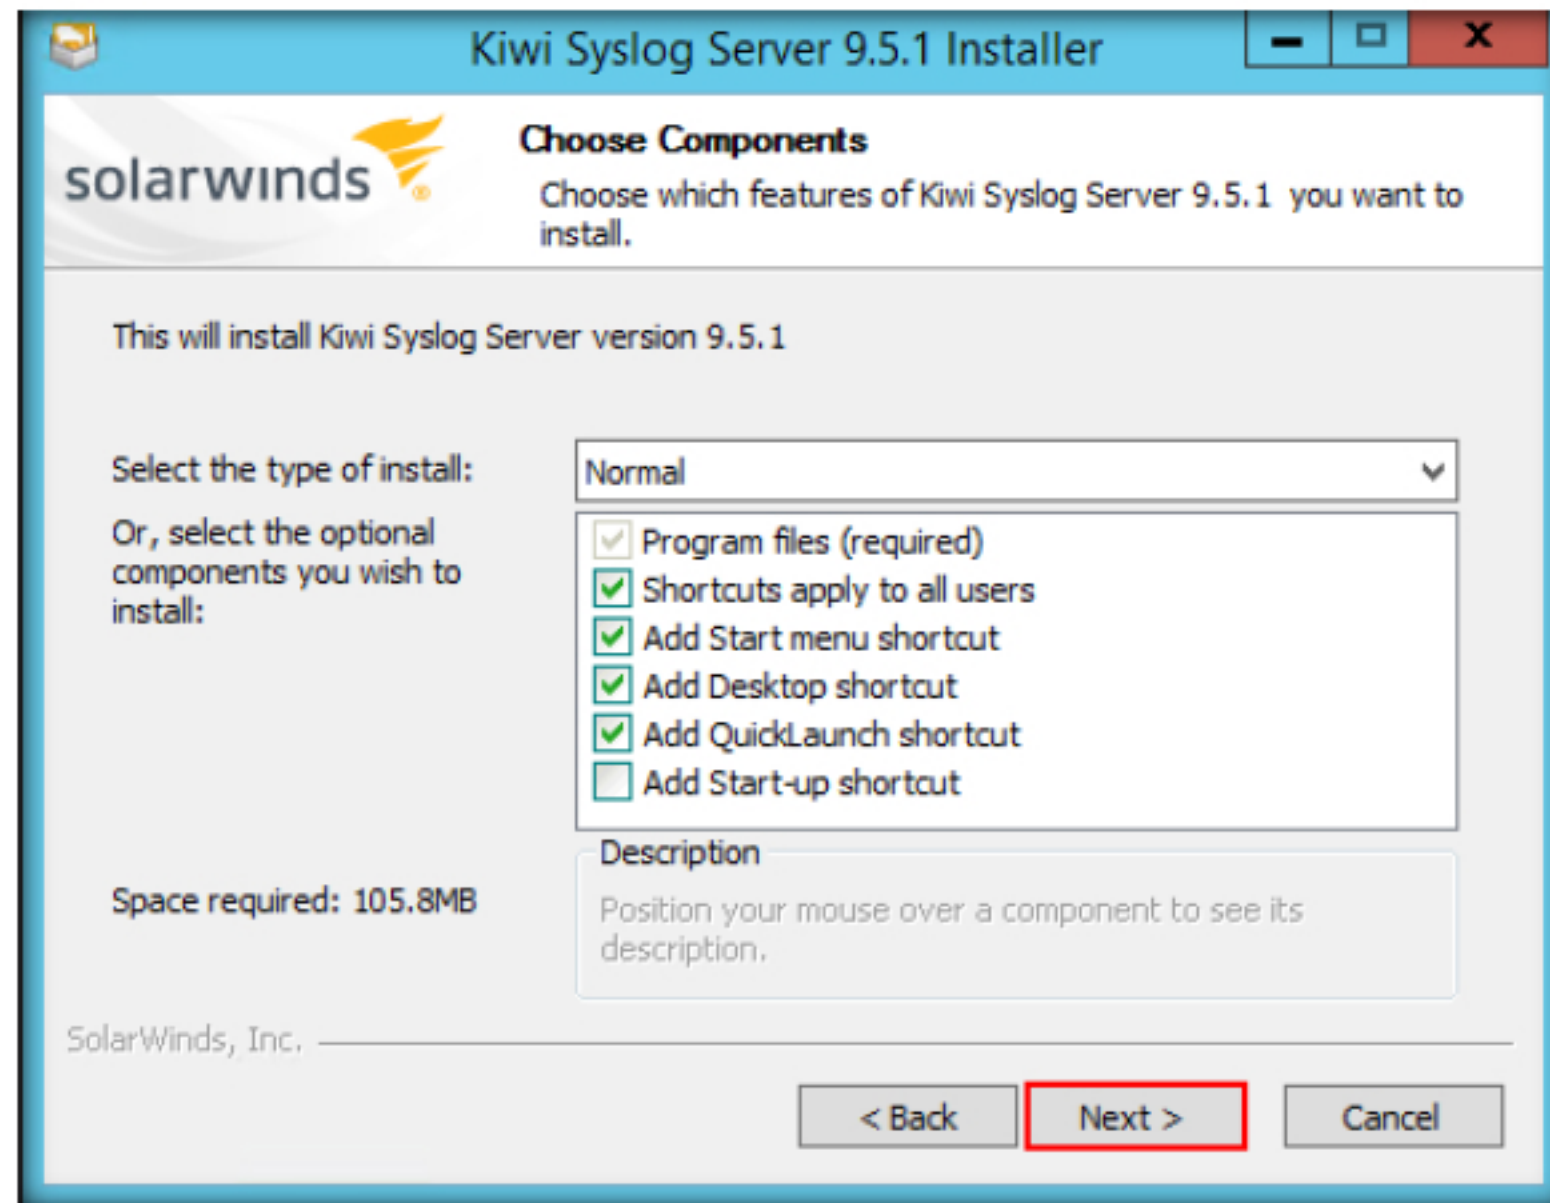 Kiwi Syslog Server 9.5.1 Installer
solarwinds®
Choose Components
Choose which features of Kiwi Syslog Server 9.5.1 you want to
install.
This will install Kiwi Syslog Server version 9.5.1
Select the type of install:
Normal
Or, select the optional
components you wish to
install:
Program files (required)
Shortcuts apply to all users
Add Start menu shortcut
Add Desktop shortcut
Add QuickLaunch shortcut
Add Start-up shortcut
Space required: 105.8MB
Description
Position your mouse over a component to see its
description.
SolarWinds, Inc.
< Back
Next >
Cancel